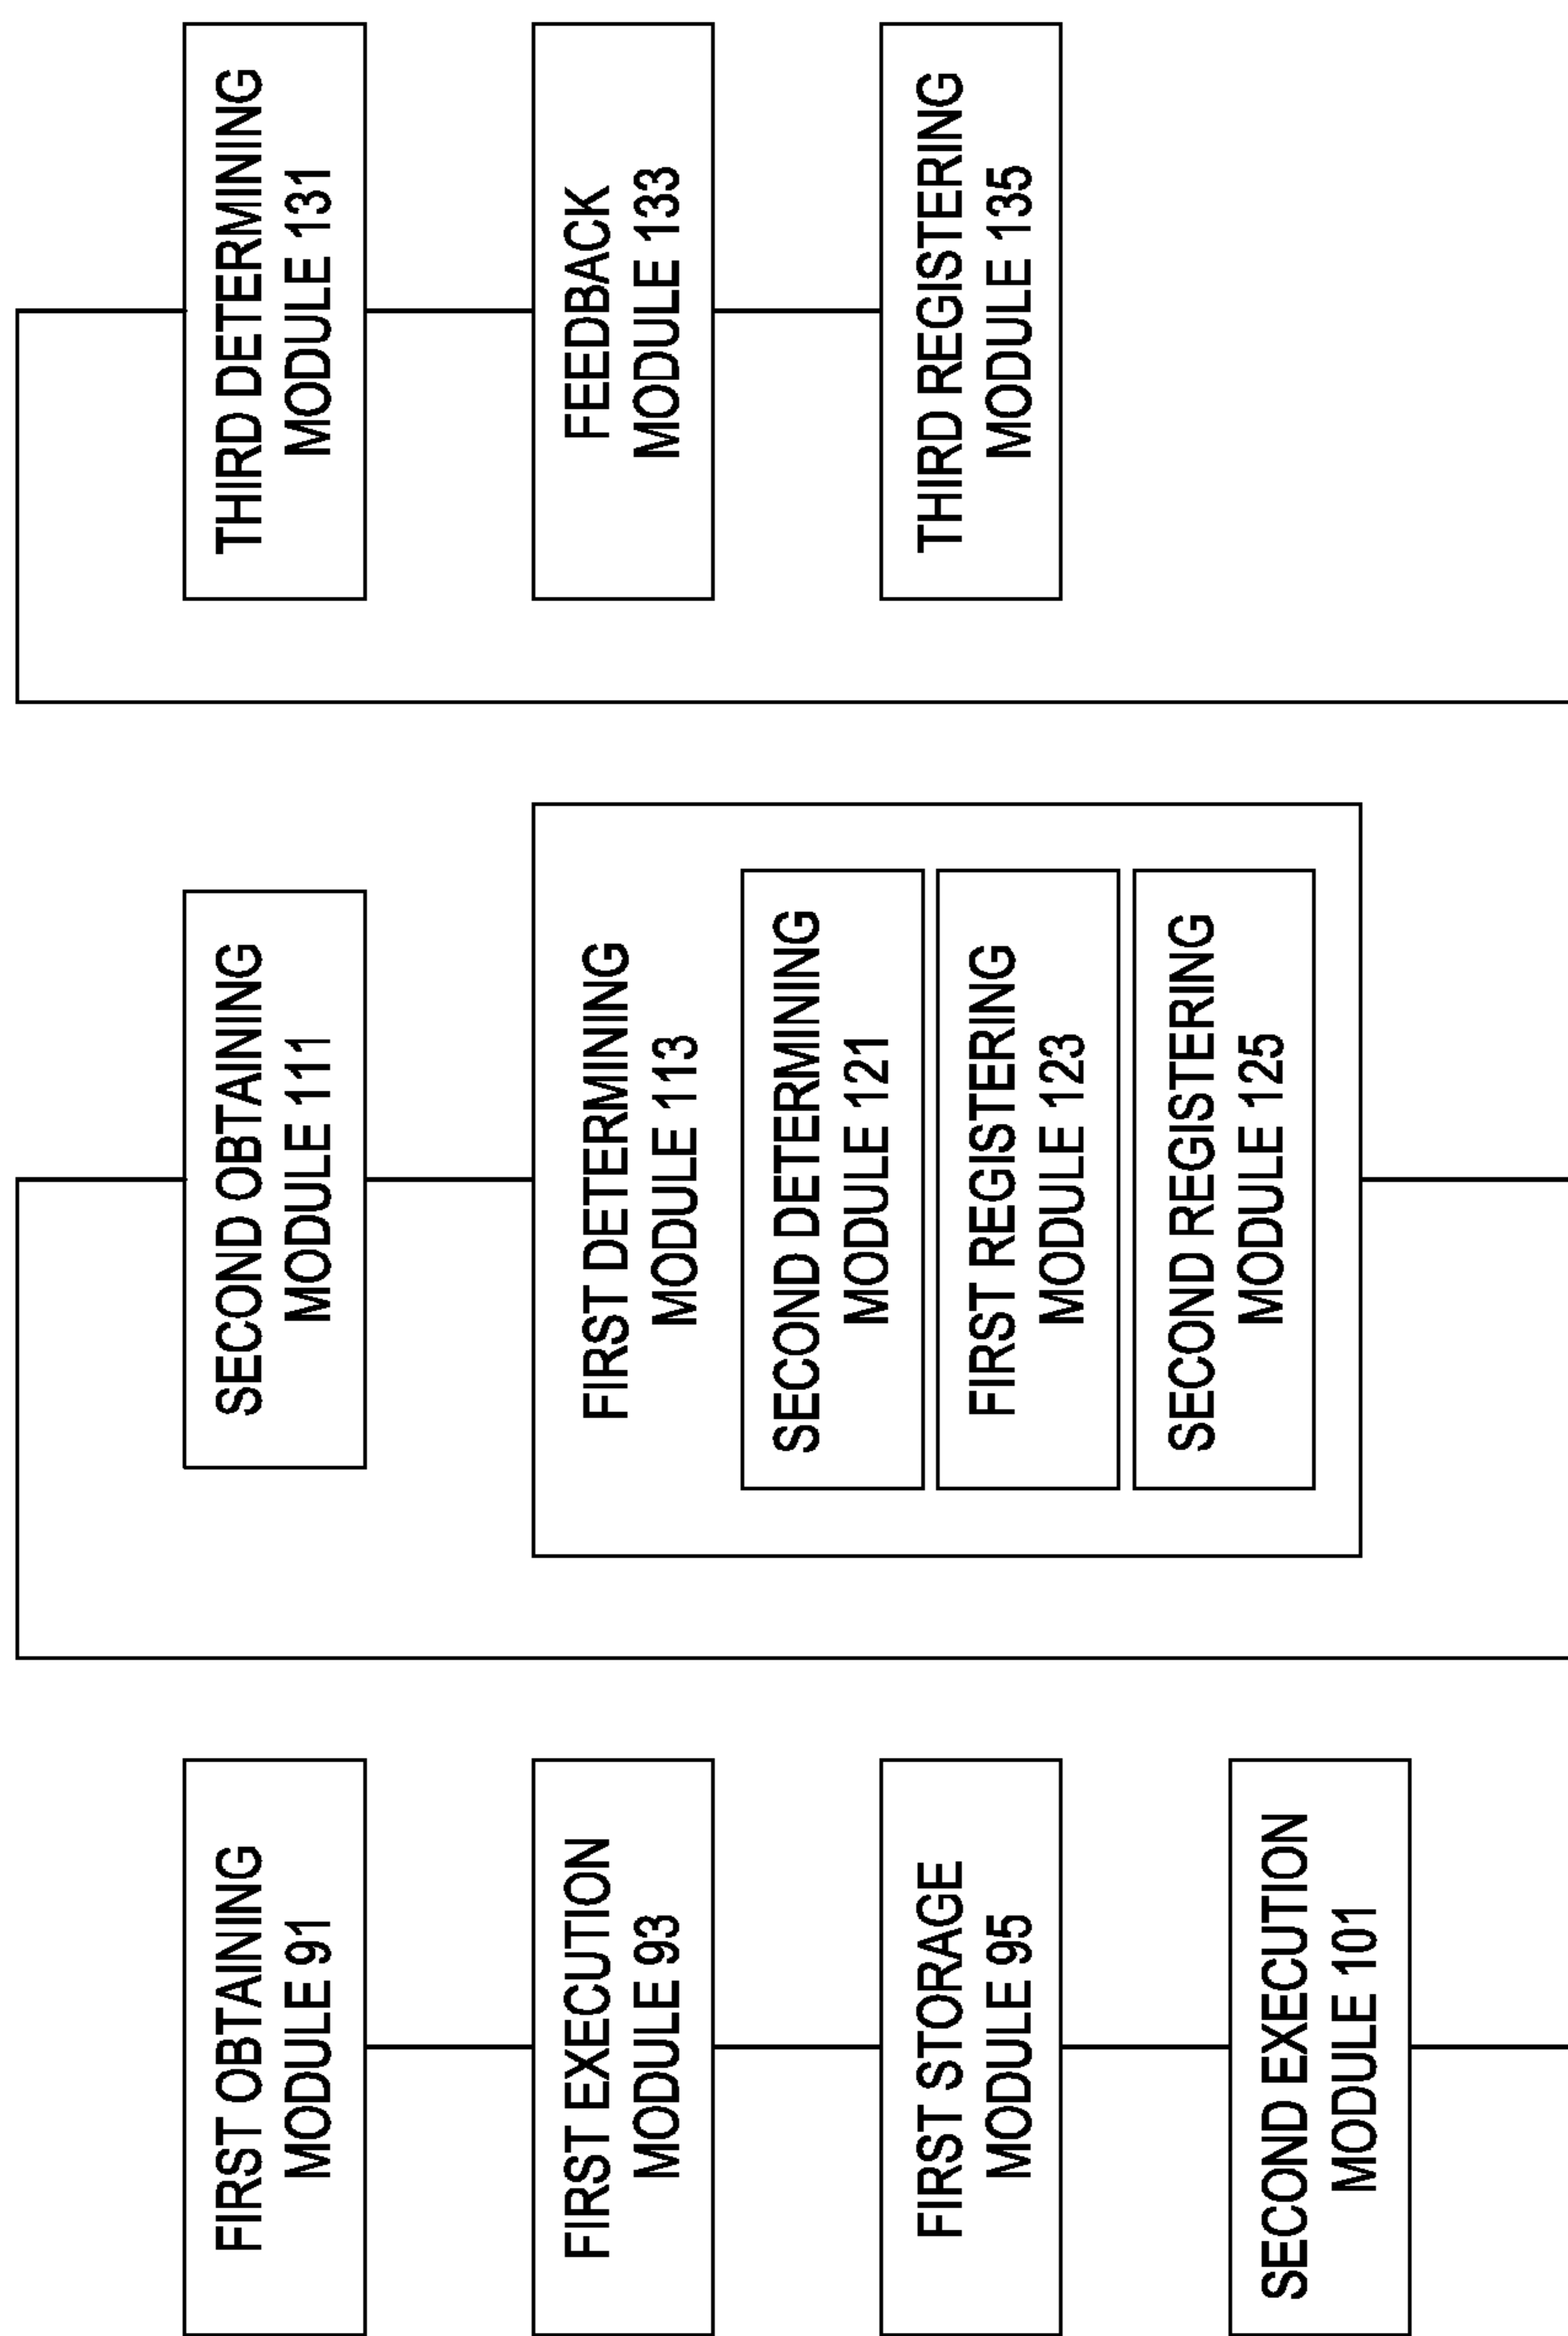 FIRST OBTAINING
MODULE 91
FIRST EXECUTION
MODULE 93
FIRST STORAGE
MODULE 95
SECOND EXECUTION
MODULE 101
SECOND OBTAINING
MODULE 111
FIRST DETERMINING
MODULE 113
SECOND DETERMINING
MODULE 121
FIRST REGISTERING
MODULE 123
SECOND REGISTERING
MODULE 125
THIRD DETERMINING
MODULE 131
FEEDBACK
MODULE 133
THIRD REGISTERING
MODULE 135